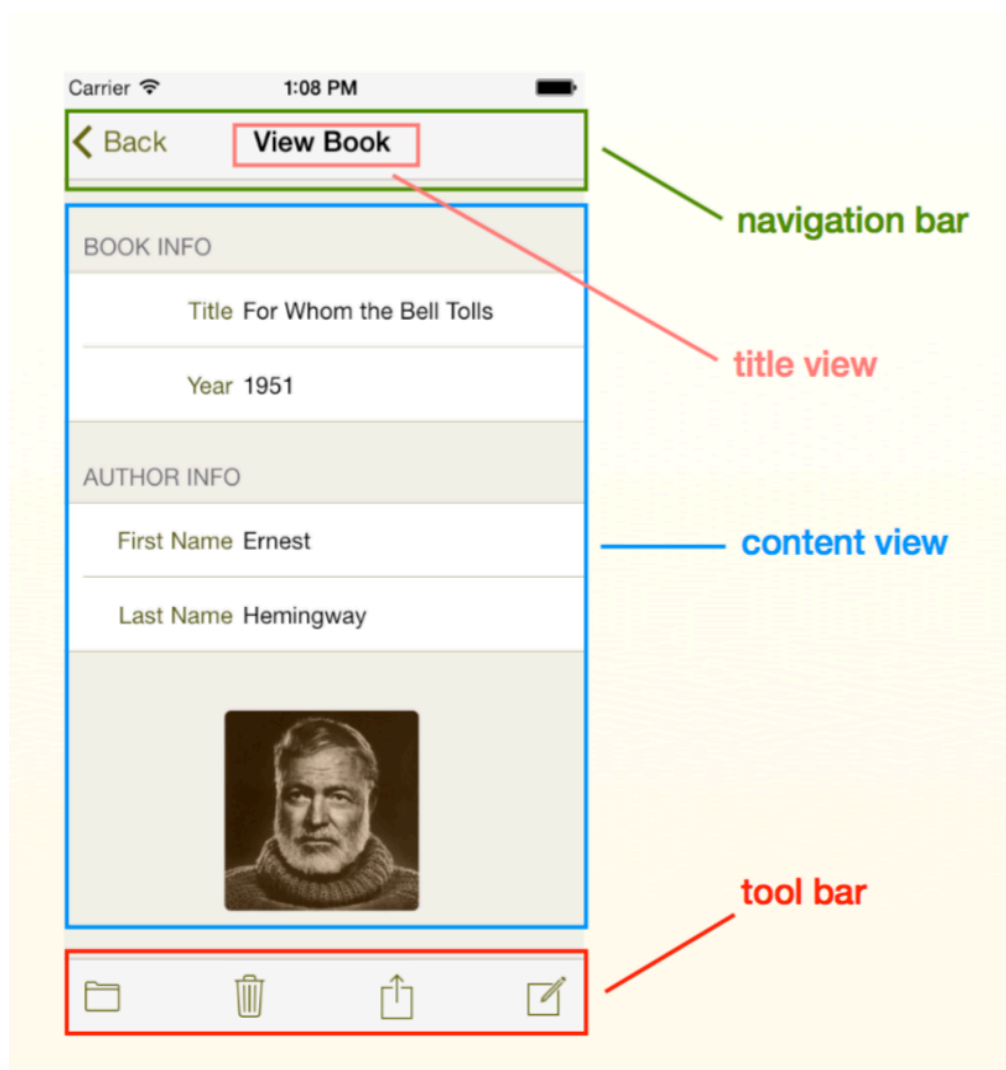 Carrier 1:08 PM
Back View Book
navigation bar
BOOK INFO
Title For Whom the Bell Tolls
title view
Year 1951
AUTHOR INFO
First Name Ernest
content view
Last Name Hemingway
tool bar